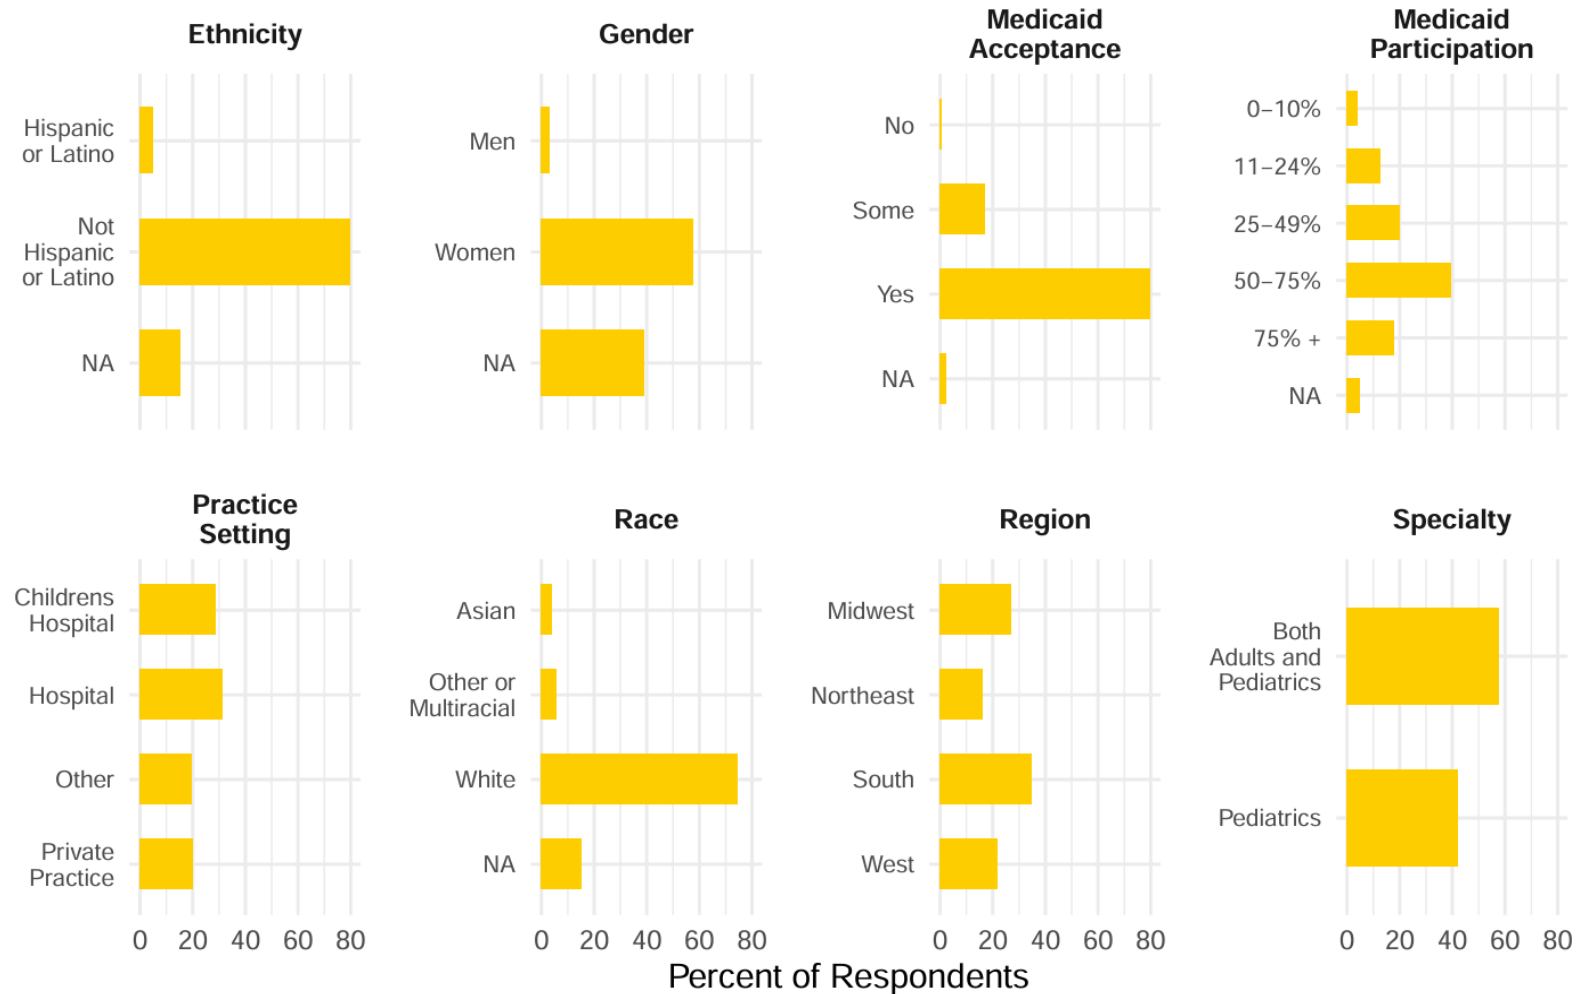 Ethnicity
Hispanic
or Latino
Not
Hispanic
or Latino
NA
Gender
Men
Women
NA
Medicaid
Acceptance
No
Some
Yes
NA
Medicaid
Participation
0–10%
11–24%
25–49%
50–75%
75% +
NA
Practice
Setting
Childrens
Hospital
Hospital
Other
Private
Practice
0 20 40 60 80
Race
Asian
Other or
Multiracial
White
NA
0 20 40 60 80
Region
Midwest
Northeast
South
West
0 20 40 60 80
Specialty
Both
Adults and
Pediatrics
Pediatrics
0 20 40 60 80
Percent of Respondents